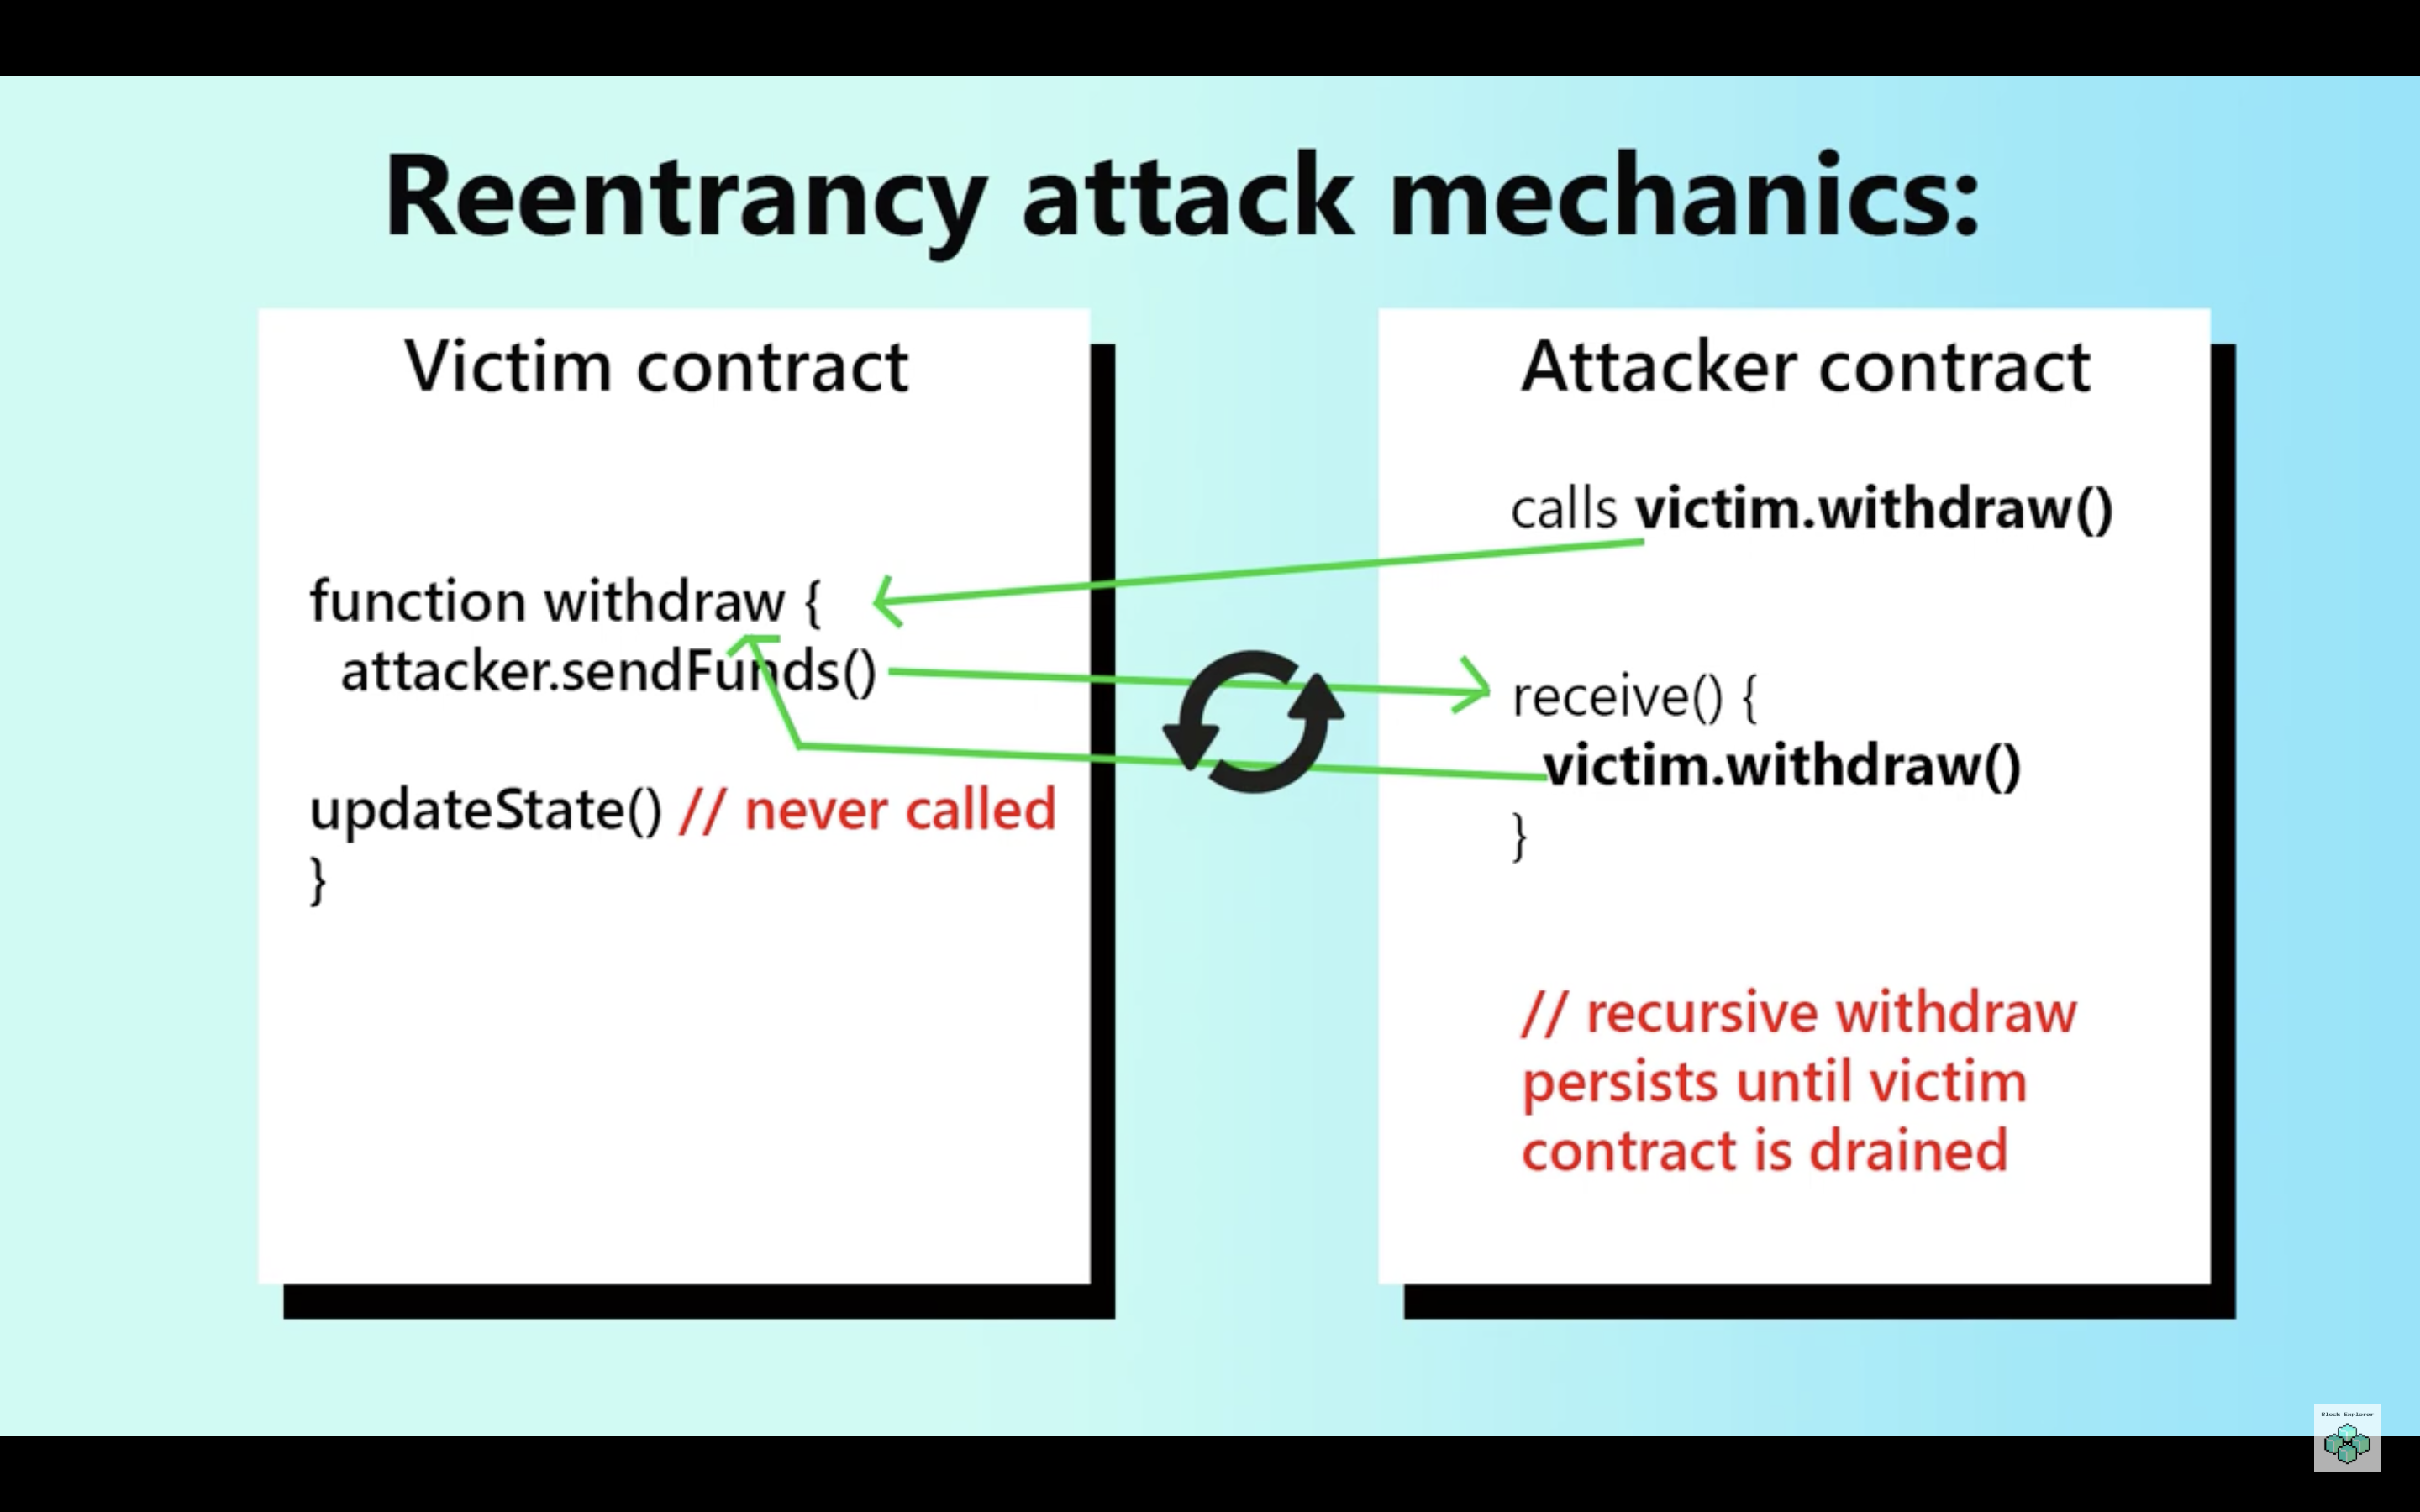 Reentrancy attack mechanics:
Victim contract
function withdraw {
attacker.sendFunds()
updateState() // never called
}
Attacker contract
calls victim.withdraw()
receive() {
victim.withdraw()
}
// recursive withdraw
persists until victim
contract is drained
Block Explorer